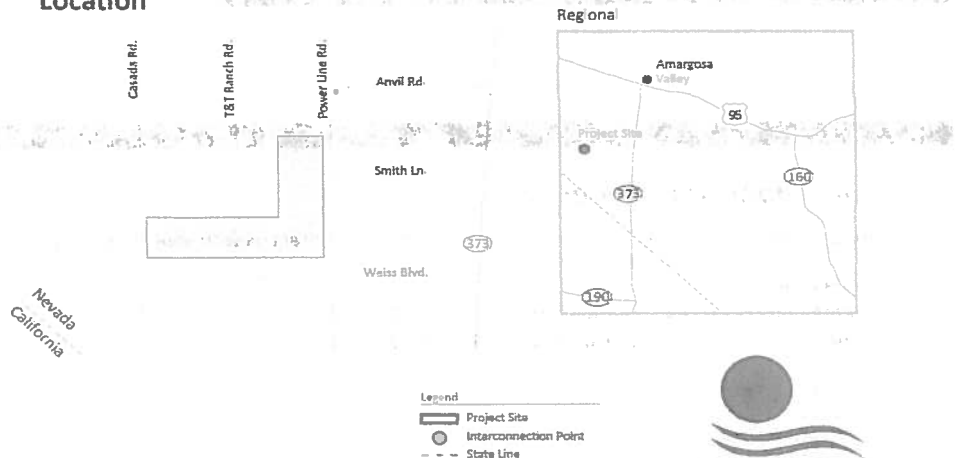 Location
Regional
Casada Rd.
T&T Ranch Rd.
Power Line Rd.
Anvil Rd.
Smith Ln.
373
Weiss Blvd.
Nevada
California
Amargosa
Valley
95
Project Site
373
160
190
Legend
Project Site
Interconnection Point
State Line